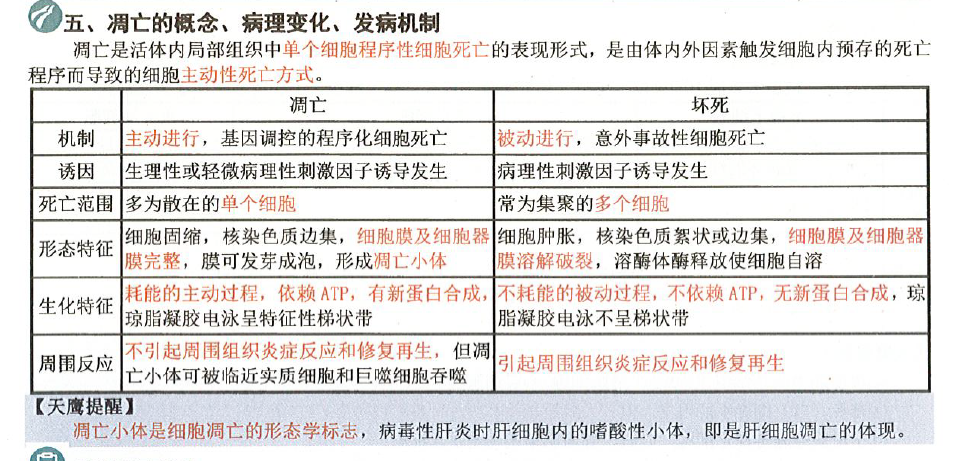 五、凋亡的概念、病理变化、发病机制
凋亡是活体内局部组织中单个细胞程序性细胞死亡的表现形式，是由体内外因素触发细胞内预存的死亡
程序而导致的细胞主动性死亡方式。
凋亡 坏死
机制 主动进行，基因调控的程序化细胞死亡 被动进行，意外事故性细胞死亡
诱因 生理性或轻微病理性刺激因子诱导发生 病理性刺激因子诱导发生
死亡范围 多为散在的单个细胞 常为集聚的多个细胞
形态特征
细胞固缩，核染色质边集，细胞膜及细胞器
膜完整，膜可发芽成泡，形成凋亡小体
细胞肿胀，核染色质絮状或边集，细胞膜及细胞器
膜溶解破裂，溶酶体酶释放使细胞自溶
生化特征
耗能的主动过程，依赖 ATP，有新蛋白合成，
琼脂凝胶电泳呈特征性梯状带
不耗能的被动过程，不依赖 ATP，无新蛋白合成，琼
脂凝胶电泳不呈梯状带
周围反应
不引起周围组织炎症反应和修复再生，但凋
亡小体可被临近实质细胞和巨噬细胞吞噬
引起周围组织炎症反应和修复再生
【天鹰提醒】
凋亡小体是细胞凋亡的形态学标志，病毒性肝炎时肝细胞内的嗜酸性小体，即是肝细胞凋亡的体现。